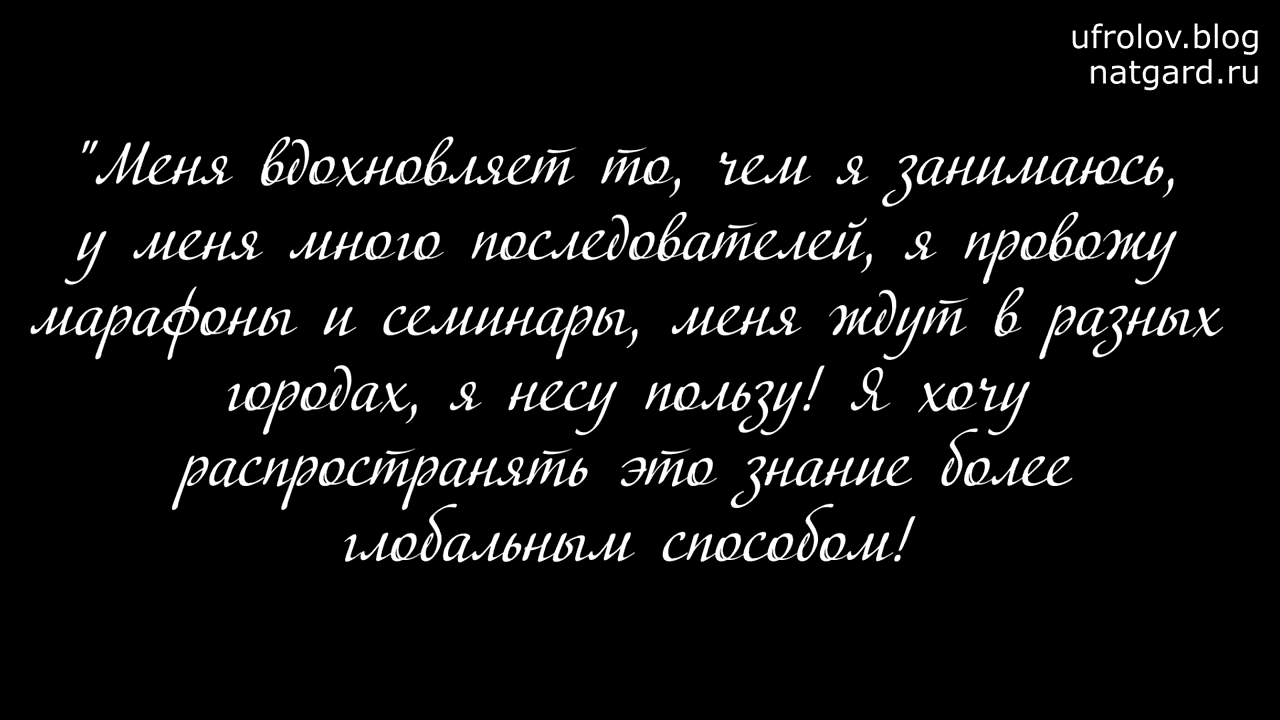 ufrolov.blog
natgard.ru
"Меня вдохновляет то, чем я занимаюсь,
у меня много последователей, я провожу
марафоны и семинары, меня ждут в разных
городах, я несу пользу! Я хочу
распространять это знание более
глобальным способом!